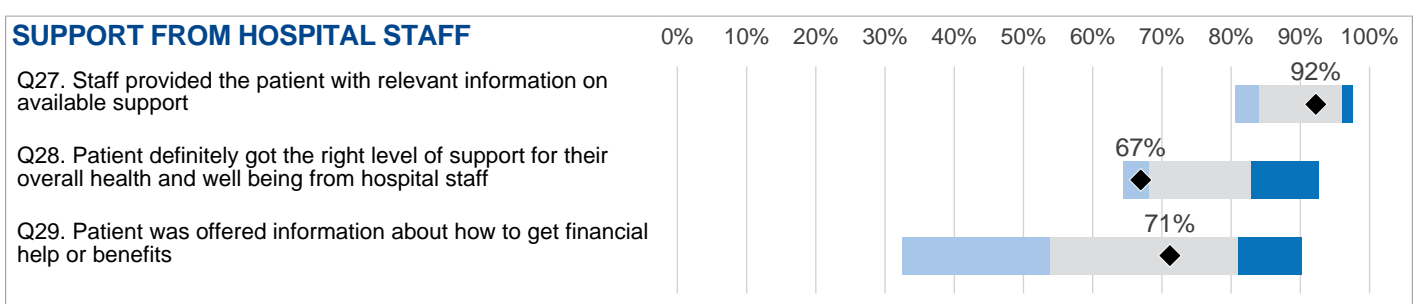 SUPPORT FROM HOSPITAL STAFF 0% 10% 20% 30% 40% 50% 60% 70% 80% 90% 100%
Q27. Staff provided the patient with relevant information on
available support
92%
Q28. Patient definitely got the right level of support for their
overall health and well being from hospital staff
67%
Q29. Patient was offered information about how to get financial
help or benefits
71%